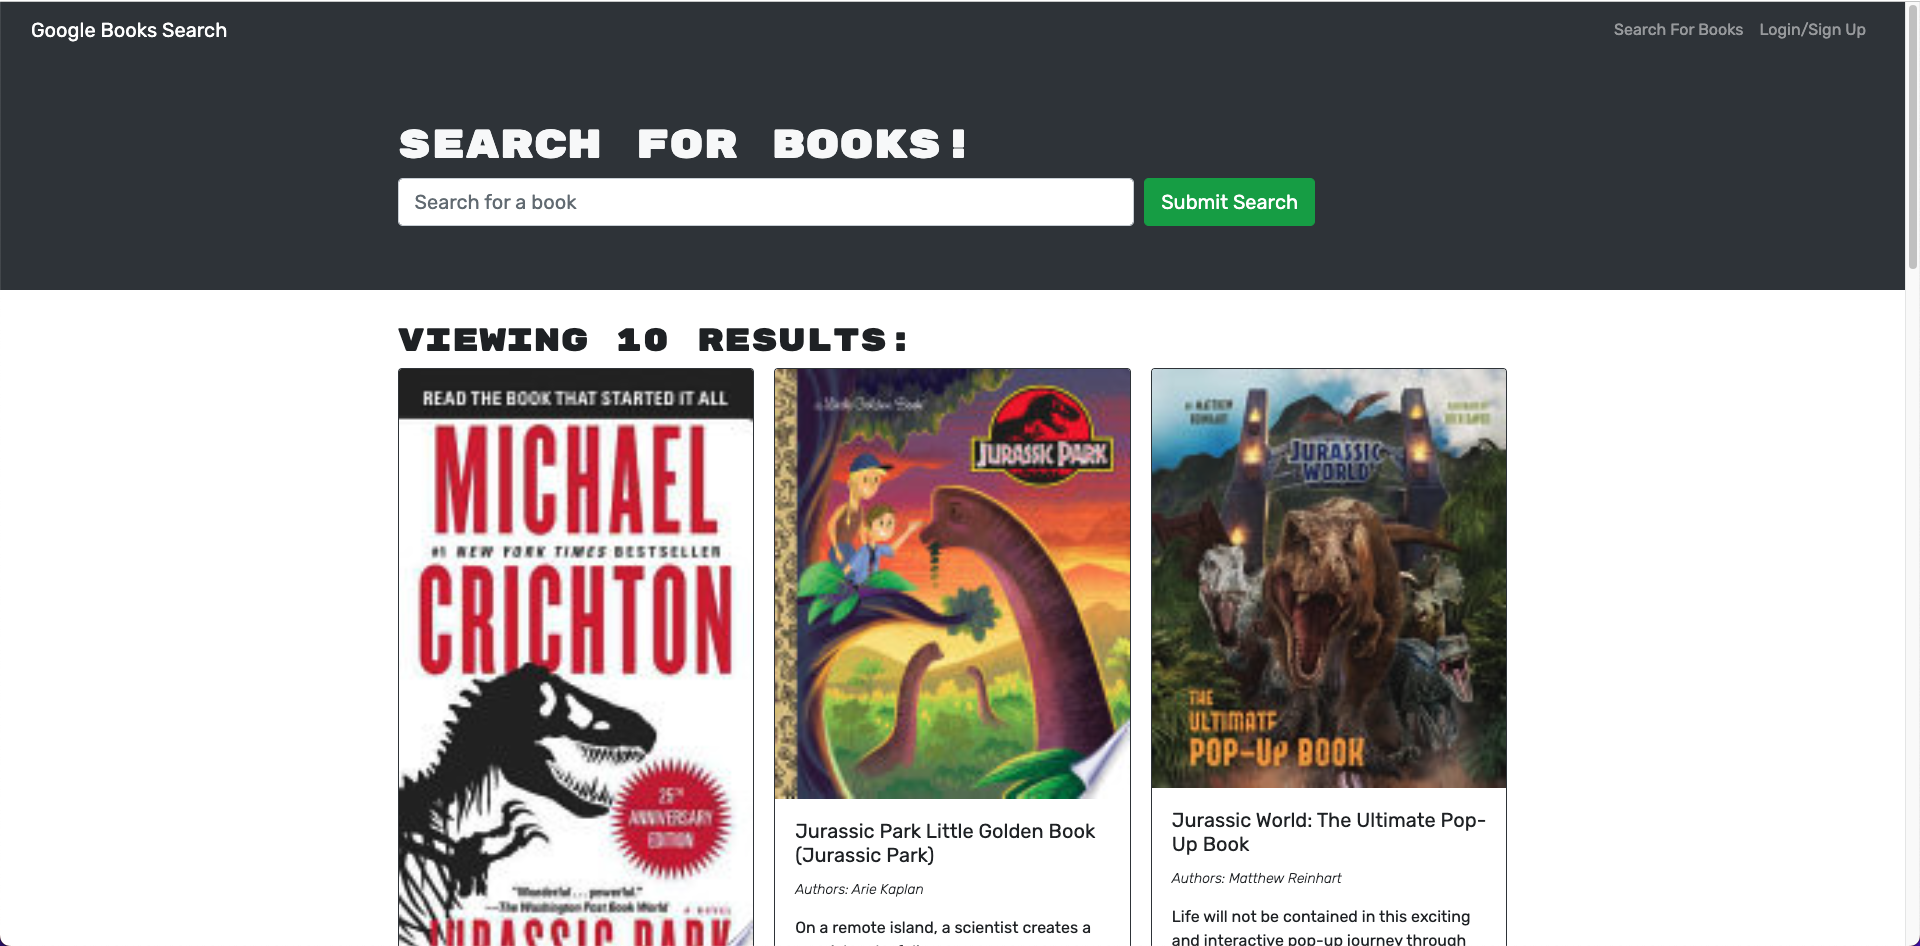 Google Books Search
Search For Books
Login/Sign Up
SEARCH FOR BOOKS!
Search for a book
Submit Search
VIEWING 10 RESULTS:
READ THE BOOK THAT STARTED IT ALL
MICHAEL
#1 NEW YORK TIMES BESTSELLER
CRICHTON
25TH
ANNIVERSARY
EDITION
"Wonderful . . . powerful."
—The Washington Post Book World
A NOVEL
JURASSIC PARK
a Little Golden Book
JURASSIC PARK
Jurassic Park Little Golden Book
(Jurassic Park)
Authors: Arie Kaplan
On a remote island, a scientist creates a
BY MATTHEW
REINHART
JURASSIC
WORLD
THE
ULTIMATE
POP-UP BOOK
Jurassic World: The Ultimate Pop-
Up Book
Authors: Matthew Reinhart
Life will not be contained in this exciting
and interactive pop-up journey through